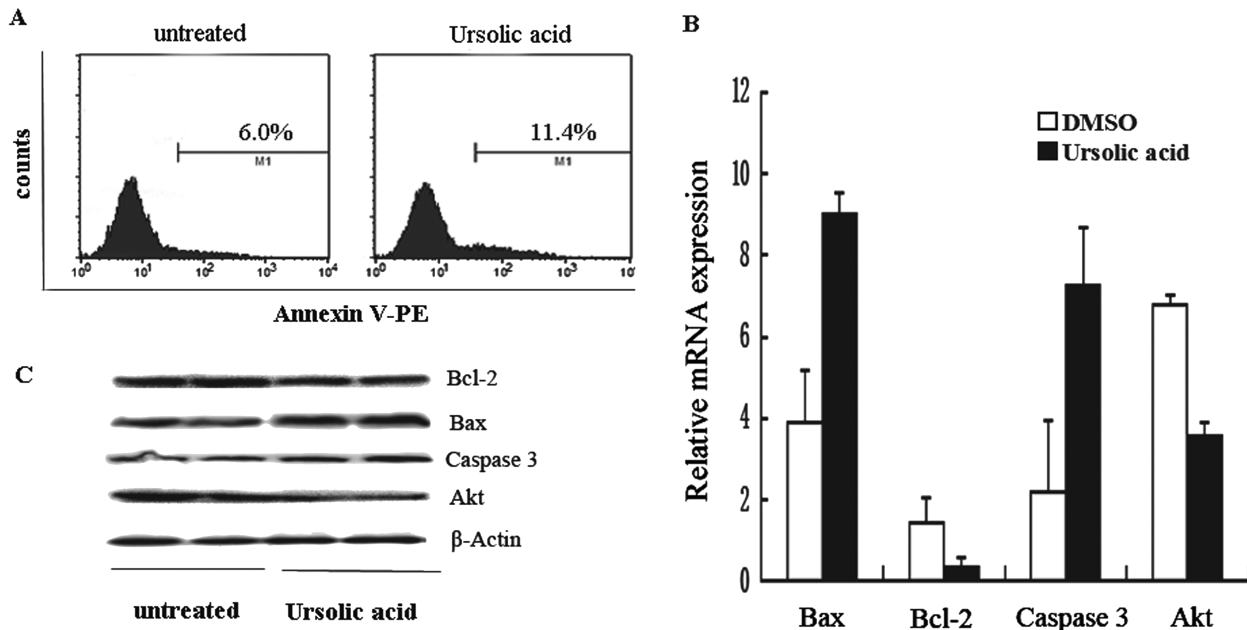 A
untreated
Ursolic acid
counts
6.0%
M1
11.4%
M1
10⁰ 10¹ 10² 10³ 10⁴
10⁰ 10¹ 10² 10³
Annexin V-PE
B
12
10
8
6
4
2
0
Relative mRNA expression
DMSO
Ursolic acid
Bax Bcl-2 Caspase 3 Akt
C
Bcl-2
Bax
Caspase 3
Akt
β-Actin
untreated Ursolic acid